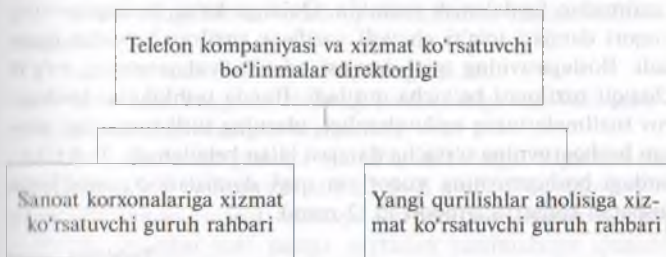 Telefon kompaniyasi va xizmat ko‘rsatuvchi
bo‘linmalar direktorligi
Sanoat korxonalariga xizmat
ko‘rsatuvchi guruh rahbari
Yangi qurilishlar aholisiga xiz-
mat ko‘rsatuvchi guruh rahbari